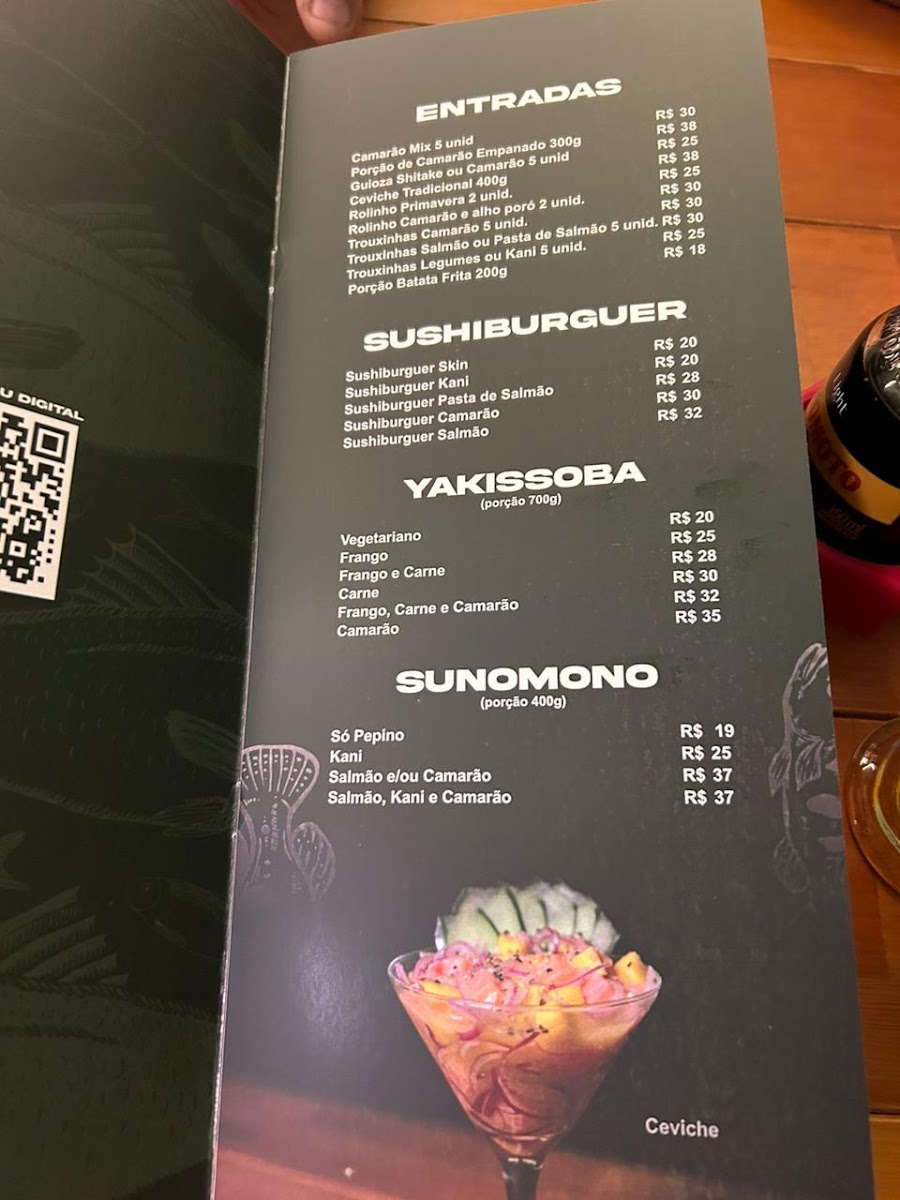 U DIGITAL
ENTRADAS
Camarão Mix 5 unid R$ 30
Porção de Camarão Empanado 300g R$ 38
Guioza Shitake ou Camarão 5 unid R$ 25
Ceviche Tradicional 400g R$ 38
Rolinho Primavera 2 unid. R$ 25
Rolinho Camarão e alho poró 2 unid. R$ 30
Trouxinhas Camarão 5 unid. R$ 30
Trouxinhas Salmão ou Pasta de Salmão 5 unid. R$ 30
Trouxinhas Legumes ou Kani 5 unid. R$ 25
Porção Batata Frita 200g R$ 18
SUSHIBURGUER
Sushiburguer Skin R$ 20
Sushiburguer Kani R$ 20
Sushiburguer Pasta de Salmão R$ 28
Sushiburguer Camarão R$ 30
Sushiburguer Salmão R$ 32
YAKISSOBA
(porção 700g)
Vegetariano R$ 20
Frango R$ 25
Frango e Carne R$ 28
Carne R$ 30
Frango, Carne e Camarão R$ 32
Camarão R$ 35
SUNOMONO
(porção 400g)
Só Pepino R$ 19
Kani R$ 25
Salmão e/ou Camarão R$ 37
Salmão, Kani e Camarão R$ 37
Ceviche
ght
MOTO
150ml